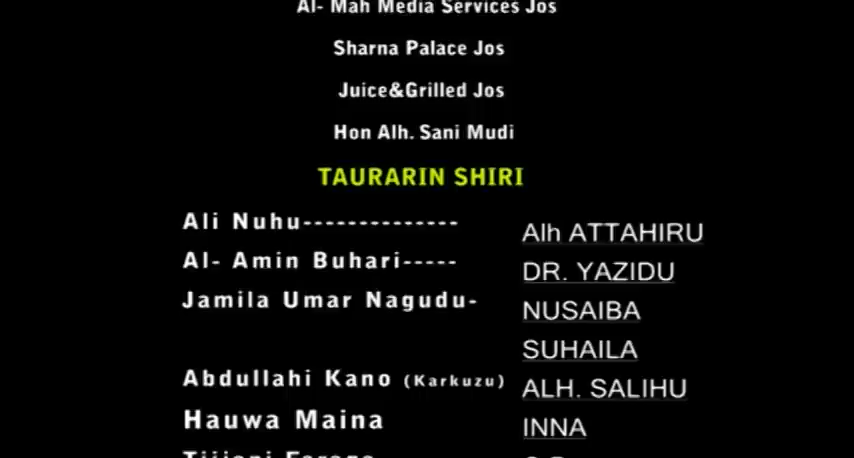 Al- Mah Media Services Jos
Sharna Palace Jos
Juice&Grilled Jos
Hon Alh. Sani Mudi
TAURARIN SHIRI
Ali Nuhu-------------- Alh ATTAHIRU
Al- Amin Buhari----- DR. YAZIDU
Jamila Umar Nagudu- NUSAIBA
SUHAILA
Abdullahi Kano (Karkuzu) ALH. SALIHU
Hauwa Maina INNA